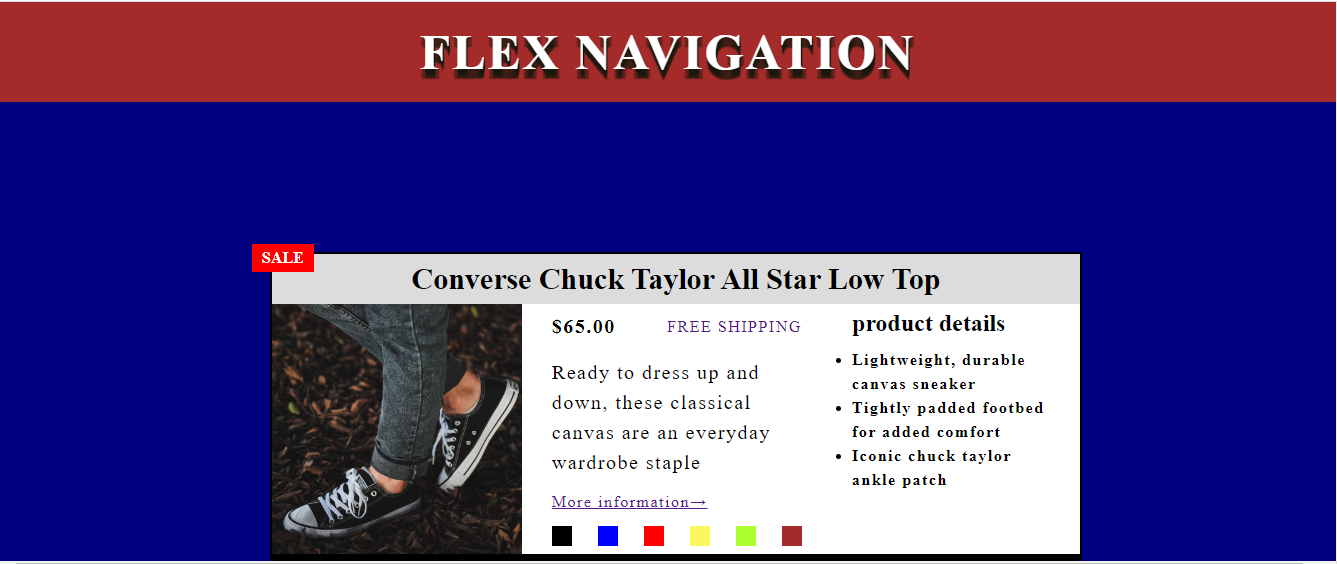 FLEX NAVIGATION
SALE
Converse Chuck Taylor All Star Low Top
$65.00 FREE SHIPPING
Ready to dress up and
down, these classical
canvas are an everyday
wardrobe staple
More information→
product details
• Lightweight, durable
canvas sneaker
• Tightly padded footbed
for added comfort
• Iconic chuck taylor
ankle patch